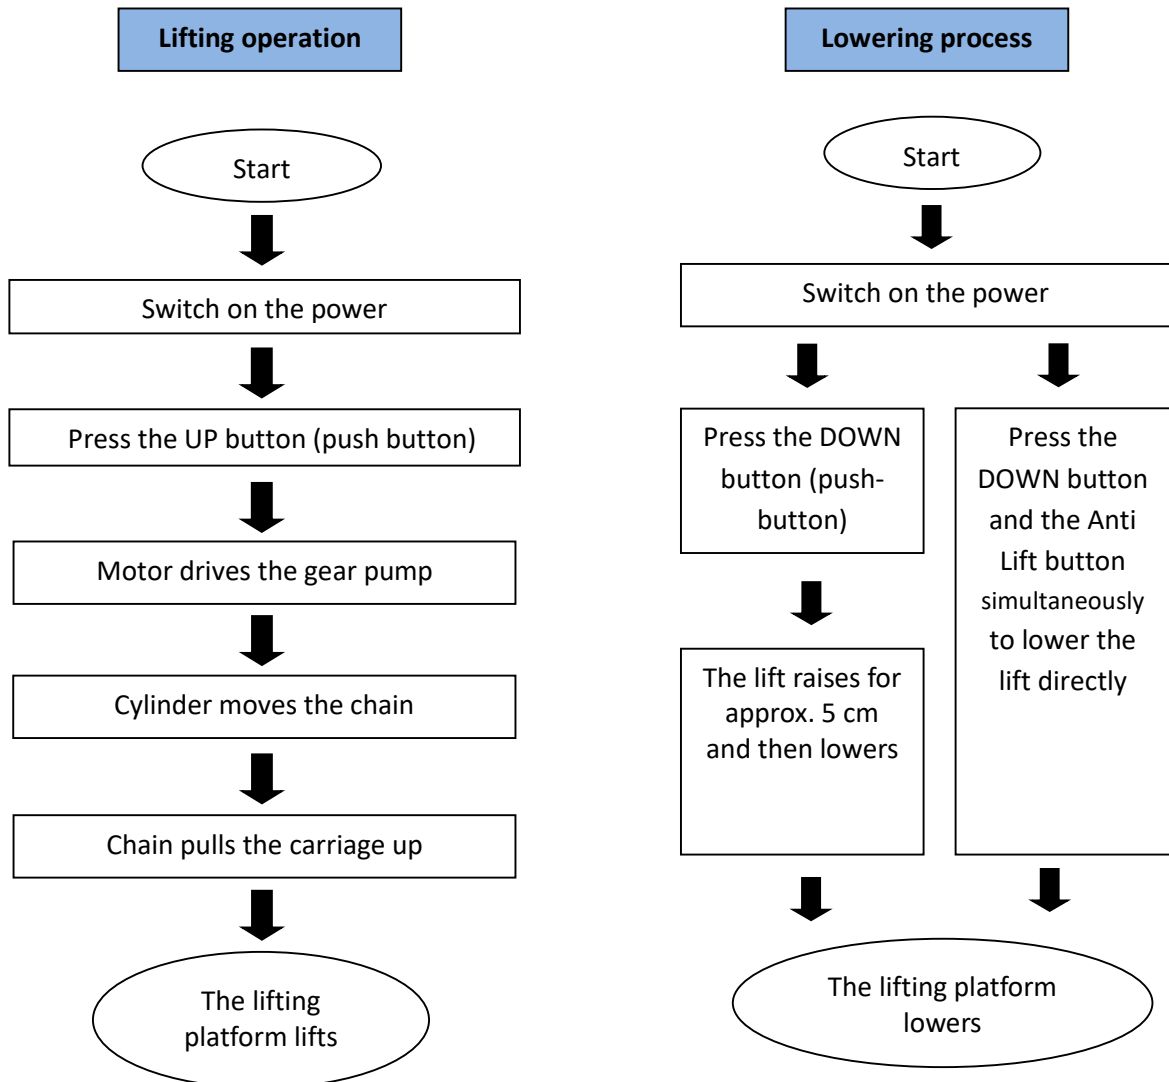 Lifting operation
Start
Switch on the power
Press the UP button (push button)
Motor drives the gear pump
Cylinder moves the chain
Chain pulls the carriage up
The lifting
platform lifts
Lowering process
Start
Switch on the power
Press the DOWN
button (push-
button)
The lift raises for
approx. 5 cm
and then lowers
Press the
DOWN button
and the Anti
Lift button
simultaneously
to lower the
lift directly
The lifting platform
lowers